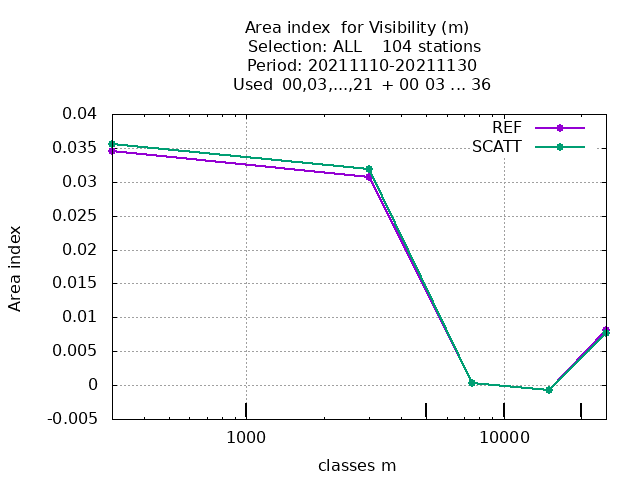 Area index  for Visibility (m)
Selection: ALL    104 stations
Period: 20211110-20211130
Used  00,03,...,21  + 00 03 ... 36
REF
SCATT
0.04
0.035
0.03
0.025
0.02
0.015
0.01
0.005
0
-0.005
Area index
1000
10000
classes m